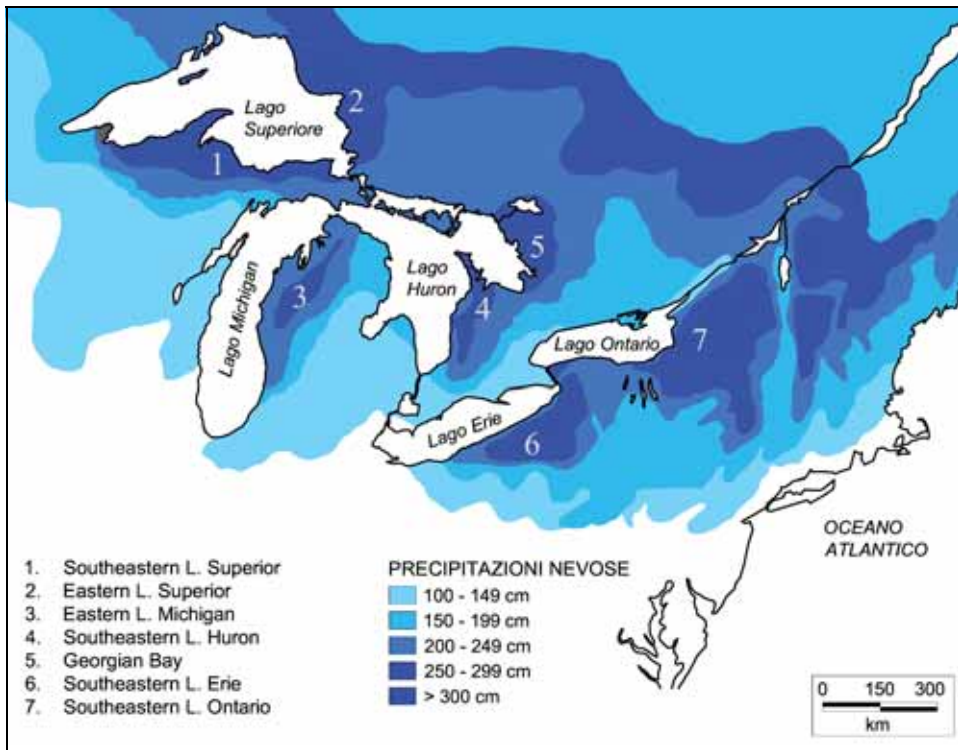 Lago
Superiore
2
1
5
Lago
Huron
3
4
Lago Michigan
Lago Ontario
7
Lago Erie
6
OCEANO
ATLANTICO
1. Southeastern L. Superior
2. Eastern L. Superior
3. Eastern L. Michigan
4. Southeastern L. Huron
5. Georgian Bay
6. Southeastern L. Erie
7. Southeastern L. Ontario
PRECIPITAZIONI NEVOSE
100 - 149 cm
150 - 199 cm
200 - 249 cm
250 - 299 cm
> 300 cm
0 150 300
km